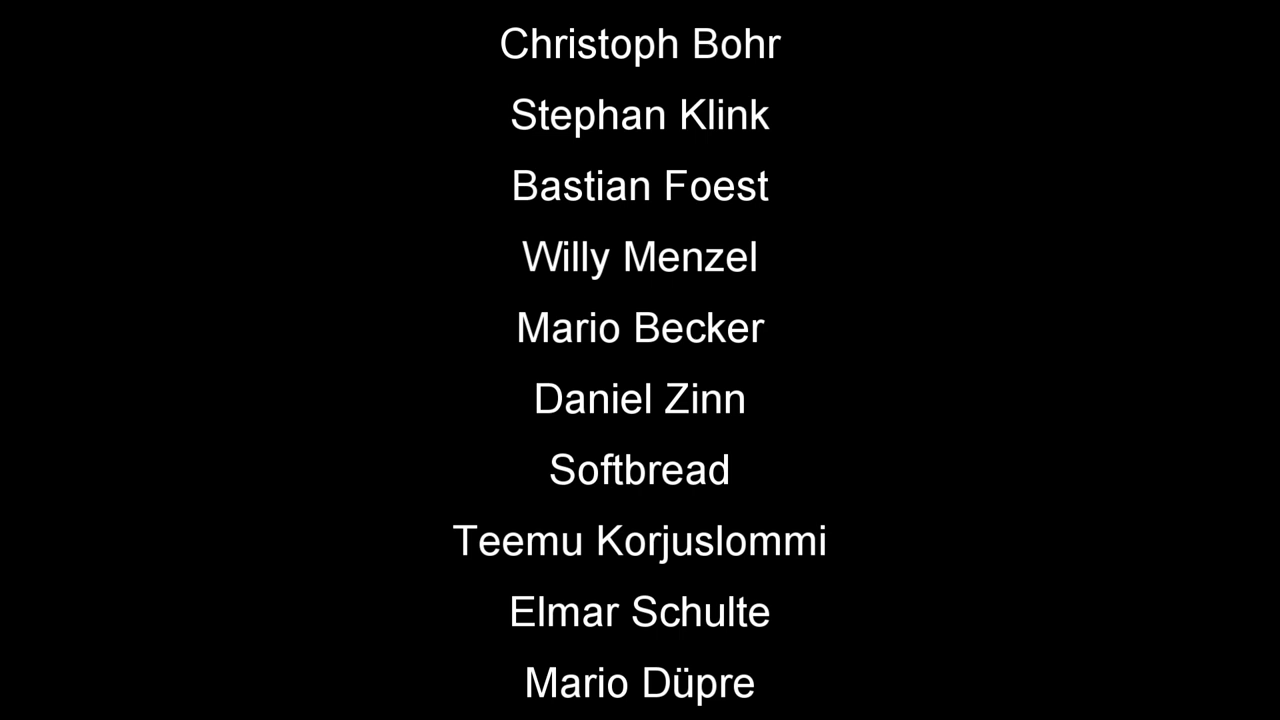 Christoph Bohr
Stephan Klink
Bastian Foest
Willy Menzel
Mario Becker
Daniel Zinn
Softbread
Teemu Korjuslommi
Elmar Schulte
Mario Düpre